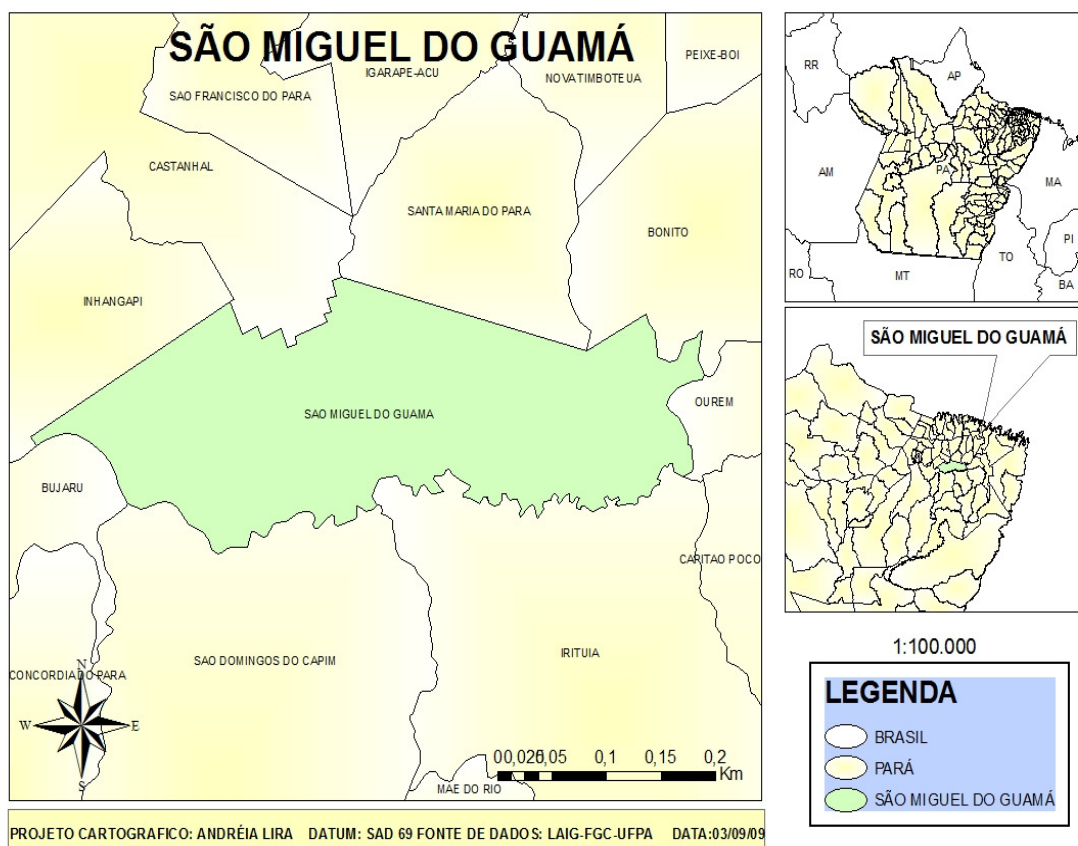 SÃO MIGUEL DO GUAMÁ
IGARAPE-ACU
NOVA TIMBOTEUA
PEIXE-BOI
SAO FRANCISCO DO PARA
CASTANHAL
SANTA MARIA DO PARA
BONITO
INHANGAPI
SAO MIGUEL DO GUAMA
OUREM
BUJARU
CARITAO POCO
SAO DOMINGOS DO CAPIM
IRITUIA
CONCORDIA DO PARA
N
W
E
S
0 0,025 0,05 0,1 0,15 0,2
Km
MAE DO RIO
PROJETO CARTOGRAFICO: ANDRÉIA LIRA DATUM: SAD 69 FONTE DE DADOS: LAIG-FGC-UFPA DATA:03/09/09
RR
AP
AM
PA
MA
PI
RO
MT
TO
BA
SÃO MIGUEL DO GUAMÁ
1:100.000
LEGENDA
BRASIL
PARÁ
SÃO MIGUEL DO GUAMÁ